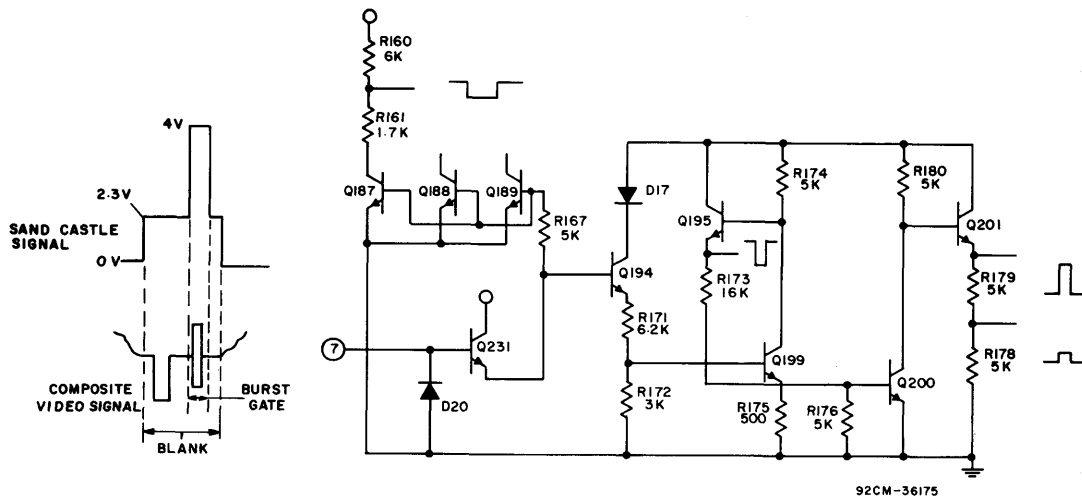 4V
2.3V
SAND CASTLE
SIGNAL
0V
COMPOSITE
VIDEO SIGNAL
BURST
GATE
BLANK
R160
6K
R161
1.7K
Q187
Q188
Q189
R167
5K
7
Q231
D20
D17
Q194
R171
6.2K
R172
3K
Q195
R173
16K
R174
5K
Q199
R175
500
R176
5K
R180
5K
Q200
Q201
R179
5K
R178
5K
92CM-36175